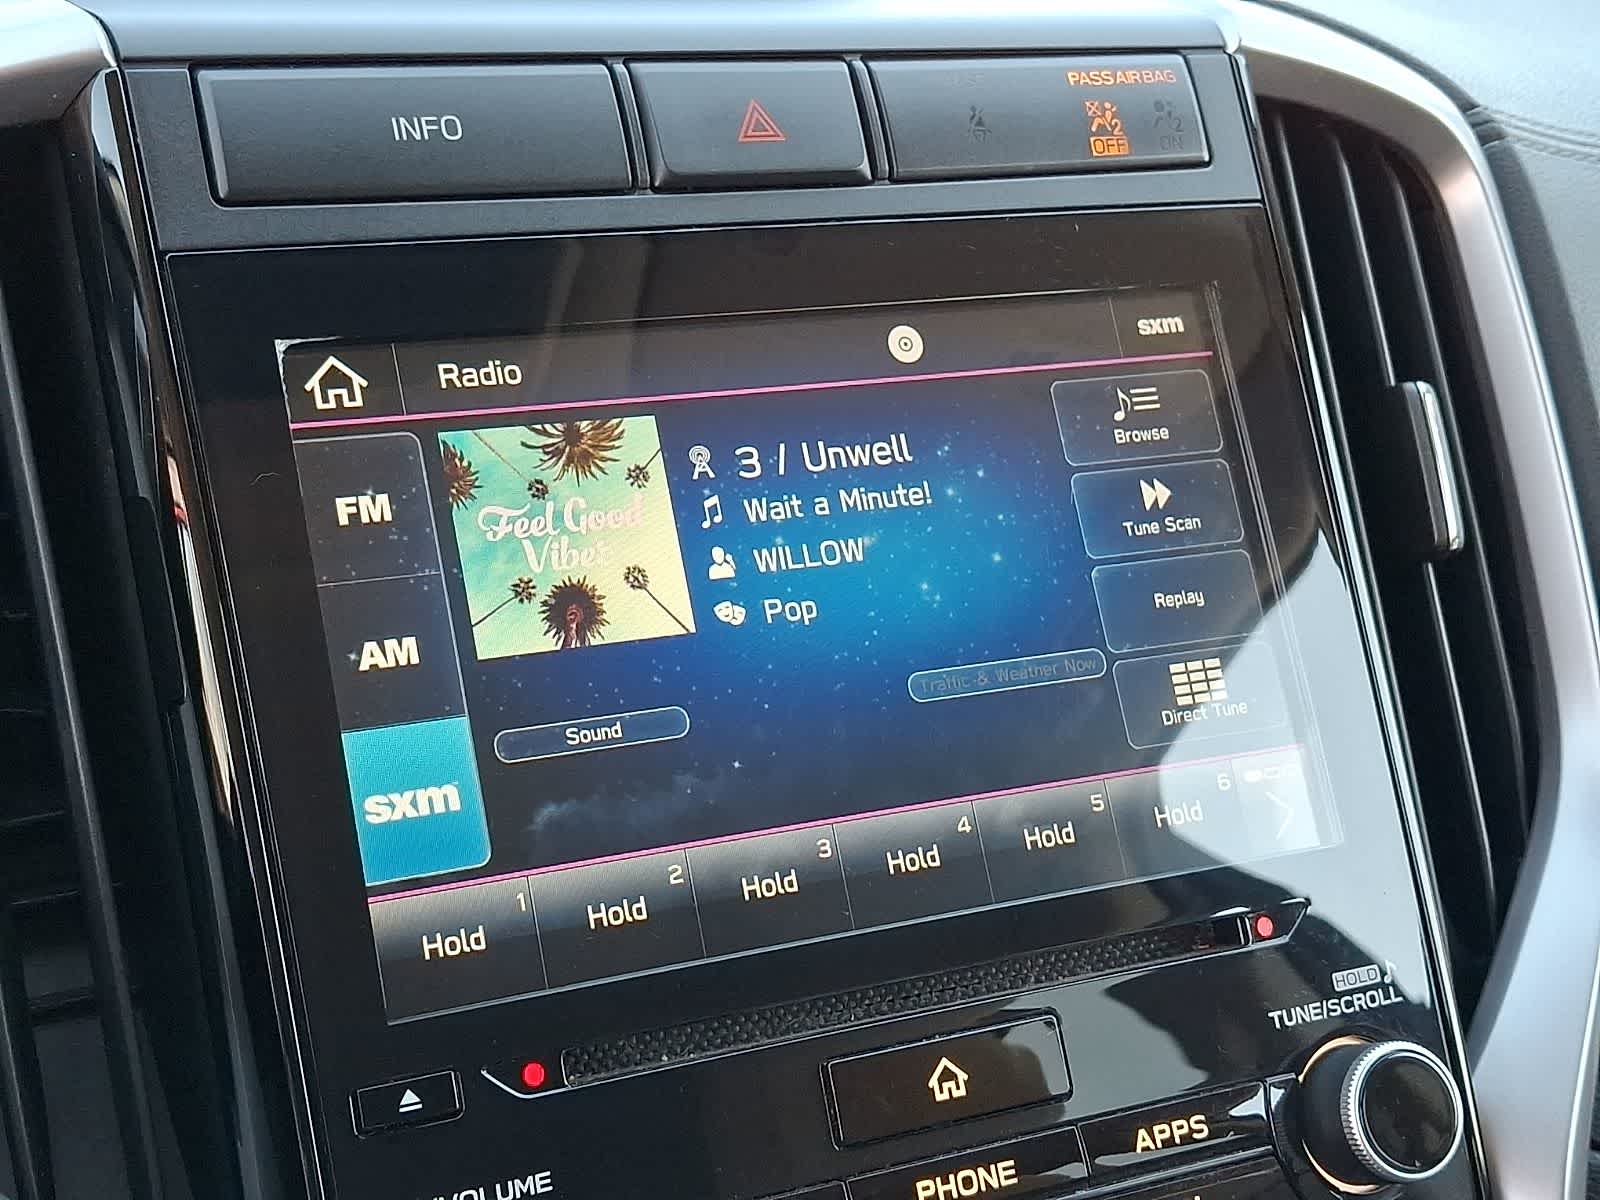 INFO
PASS AIR BAG
2
OFF
2
ON
Radio
sxm
FM
AM
sxm
Feel Good
Vibes
3 / Unwell
Wait a Minute!
WILLOW
Pop
Browse
Tune Scan
Replay
Direct Tune
Traffic & Weather Now
Sound
1
Hold
2
Hold
3
Hold
4
Hold
5
Hold
6
Hold
HOLD
TUNE/SCROLL
APPS
PHONE
/VOLUME